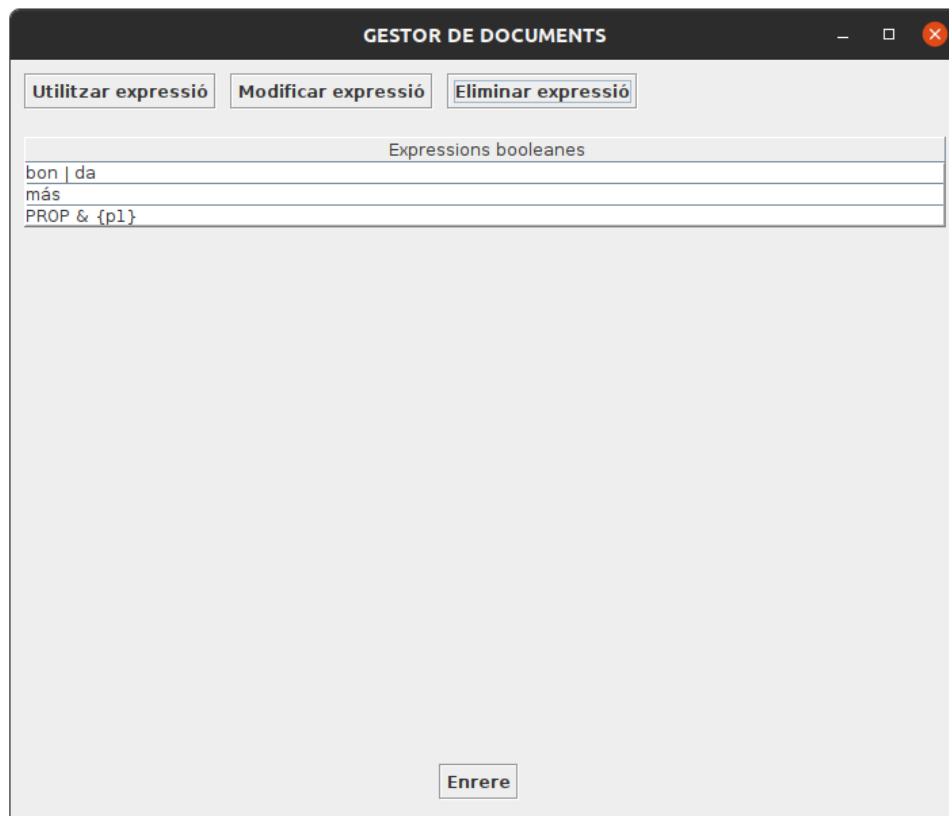 GESTOR DE DOCUMENTS
Utilitzar expressió Modificar expressió Eliminar expressió
Expressions booleanes
bon | da
más
PROP & {p1}
Enrere